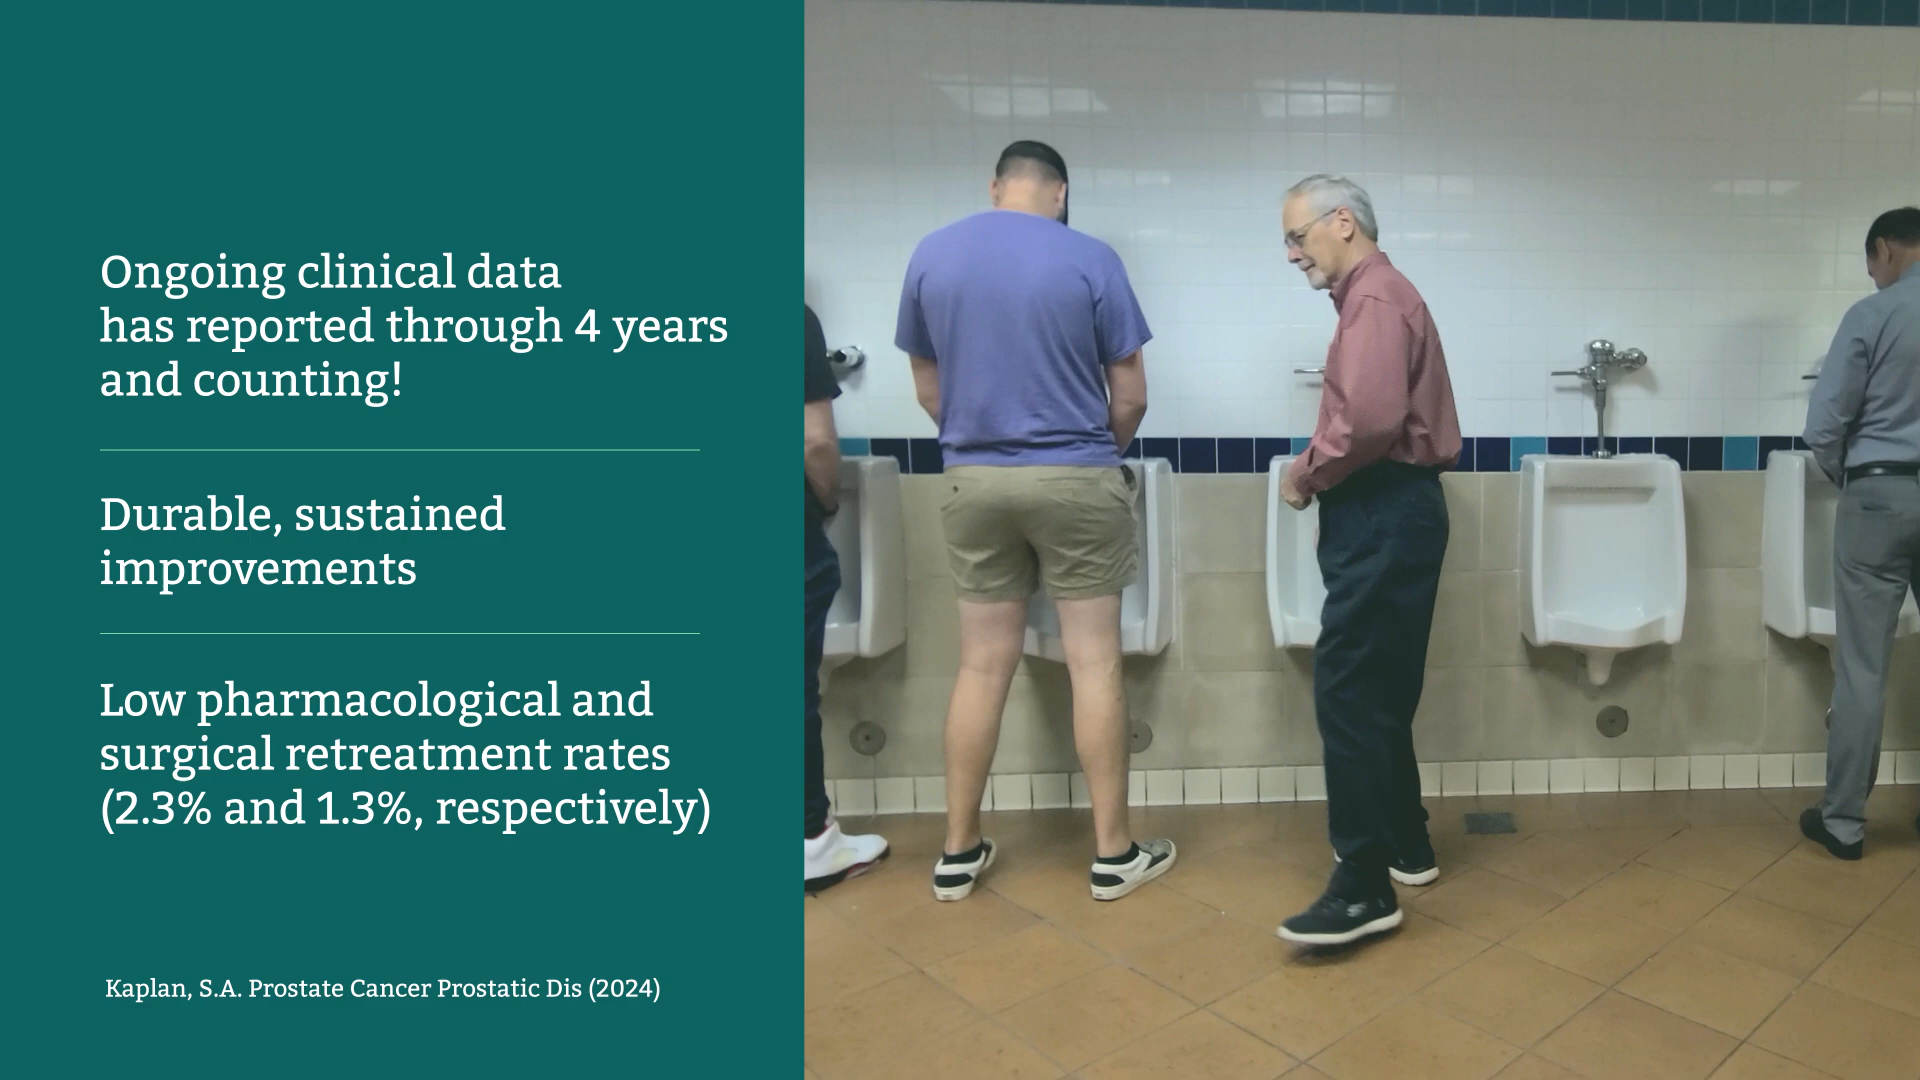 Ongoing clinical data
has reported through 4 years
and counting!
Durable, sustained
improvements
Low pharmacological and
surgical retreatment rates
(2.3% and 1.3%, respectively)
Kaplan, S.A. Prostate Cancer Prostatic Dis (2024)